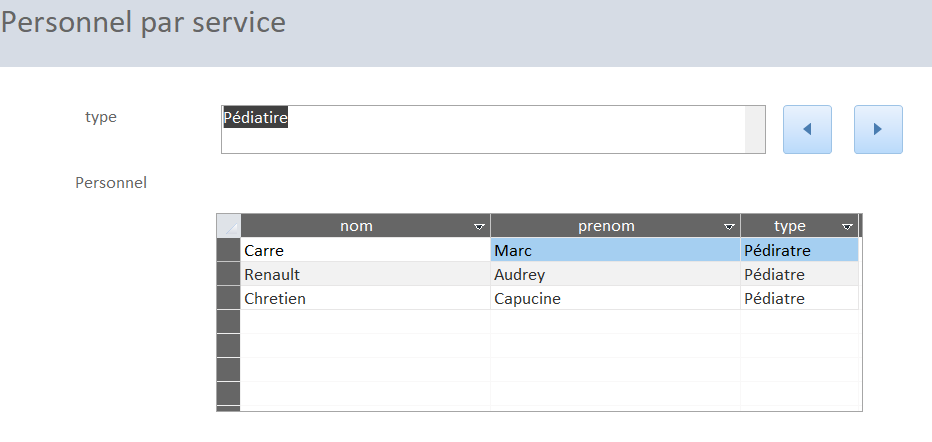 Personnel par service
type
Pédiatire
Personnel
nom prenom type
Carre Marc Pédiratre
Renault Audrey Pédiatre
Chretien Capucine Pédiatre